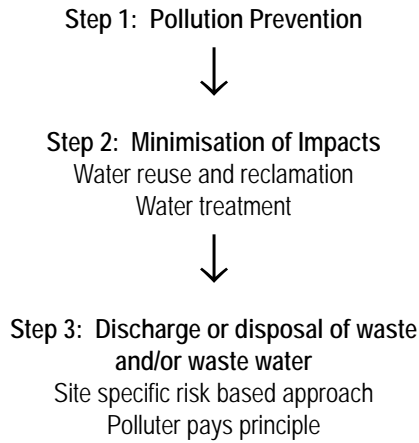 Step 1: Pollution Prevention
Step 2: Minimisation of Impacts
Water reuse and reclamation
Water treatment
Step 3: Discharge or disposal of waste
and/or waste water
Site specific risk based approach
Polluter pays principle